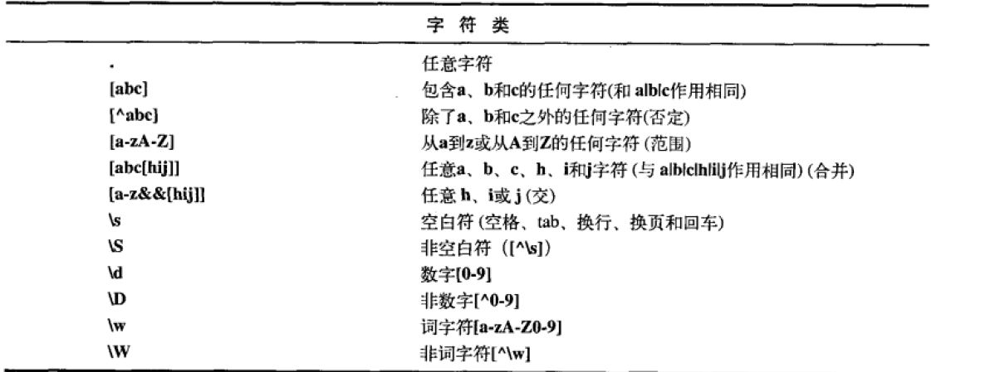 字 符 类
. 任意字符
[abc] 包含a、b和c的任何字符(和 a|b|c作用相同)
[^abc] 除了a、b和c之外的任何字符(否定)
[a-zA-Z] 从a到z或从A到Z的任何字符(范围)
[abc[hij]] 任意a、b、c、h、i和j字符(与 a|b|c|h|i|j作用相同)(合并)
[a-z&&[hij]] 任意 h、i或 j (交)
\s 空白符(空格、tab、换行、换页和回车)
\S 非空白符 ([^\s])
\d 数字[0-9]
\D 非数字[^0-9]
\w 词字符[a-zA-Z0-9]
\W 非词字符[^\w]